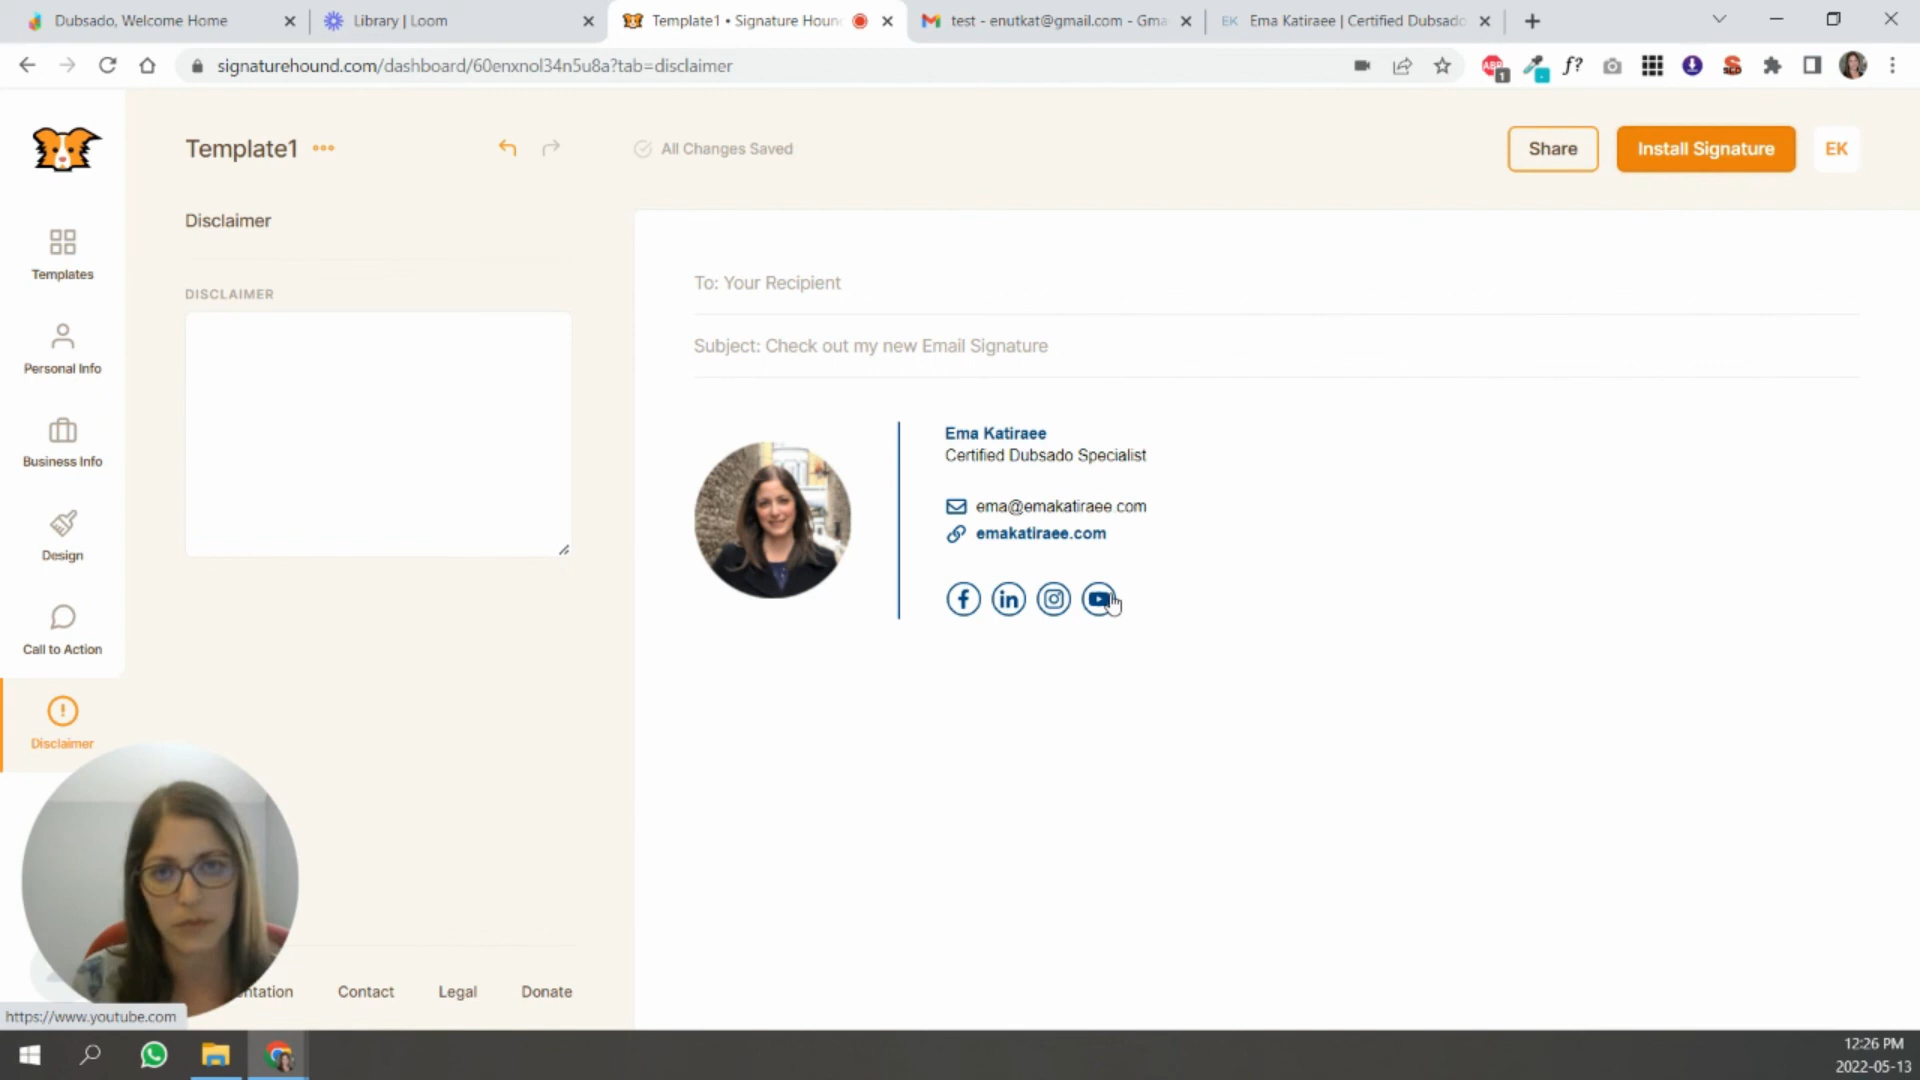 Dubsado, Welcome Home
Library | Loom
Template1 • Signature Houn
test - enutkat@gmail.com - Gma
EK Ema Katiraee | Certified Dubsado
signaturehound.com/dashboard/60enxnol34n5u8a?tab=disclaimer
ABP
1
f?
SEO
Template1
All Changes Saved
Share
Install Signature
EK
Disclaimer
Templates
Personal Info
Business Info
Design
Call to Action
Disclaimer
DISCLAIMER
To: Your Recipient
Subject: Check out my new Email Signature
Ema Katiraee
Certified Dubsado Specialist
ema@emakatiraee.com
emakatiraee.com
ntation
Contact
Legal
Donate
https://www.youtube.com
12:26 PM
2022-05-13